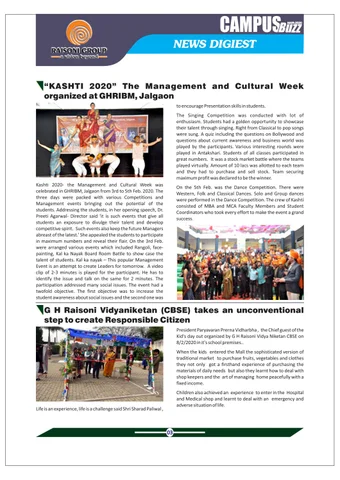 CAMPUS BUZZ
RAISONI GROUP
a vision beyond
NEWS DIGIEST
"KASHTI 2020" The Management and Cultural Week
organized at GHRIBM, Jalgaon
Kashti 2020- the Management and Cultural Week was
celebrated in GHRIBM, Jalgaon from 3rd to 5th Feb. 2020. The
three days were packed with various Competitions and
Management events bringing out the potential of the
students. Addressing the students, in her opening speech, Dr.
Preeti Agarwal- Director said 'It is such events that give all
students an exposure to divulge their talent and develop
competitive spirit. Such events also keep the future Managers
abreast of the latest.' She appealed the students to participate
in maximum numbers and reveal their flair. On the 3rd Feb.
were arranged various events which included Rangoli, face-
painting, Kal ka Nayak Board Room Battle to show case the
talent of students. Kal ka nayak – This popular Management
Event is an attempt to create Leaders for tomorrow. A video
clip of 2-3 minutes is played for the participant. He has to
identify the issue and talk on the same for 2 minutes. The
participation addressed many social issues. The event had a
twofold objective. The first objective was to increase the
student awareness about social issues and the second one was
to encourage Presentation skills in students.
The Singing Competition was conducted with lot of
enthusiasm. Students had a golden opportunity to showcase
their talent through singing. Right from Classical to pop songs
were sung. A quiz including the questions on Bollywood and
questions about current awareness and business world was
played by the participants. Various interesting rounds were
played in Antakshari. Students of all classes participated in
great numbers. It was a stock market battle where the teams
played virtually. Amount of 10 lacs was allotted to each team
and they had to purchase and sell stock. Team securing
maximum profit was declared to be the winner.
On the 5th Feb. was the Dance Competition. There were
Western, Folk and Classical Dances. Solo and Group dances
were performed in the Dance Competition. The crew of Kashti
consisted of MBA and MCA Faculty Members and Student
Coordinators who took every effort to make the event a grand
success.
G H Raisoni Vidyaniketan (CBSE) takes an unconventional
step to create Responsible Citizen
Life is an experience, life is a challenge said Shri Sharad Paliwal ,
President Paryavaran Prerna Vidharbha , the Chief Guest of the
Kid's day out organized by G H Raisoni Vidya Niketan CBSE on
8/2/2020 in it's school premises .
When the kids entered the Mall the sophisticated version of
traditional market to purchase fruits, vegetables and clothes
they not only got a firsthand experience of purchasing the
materials of daily needs but also they learnt how to deal with
shop keepers and the art of managing home peacefully with a
fixed income.
Children also achieved an experience to enter in the Hospital
and Medical shop and learnt to deal with an emergency and
adverse situation of life.
03